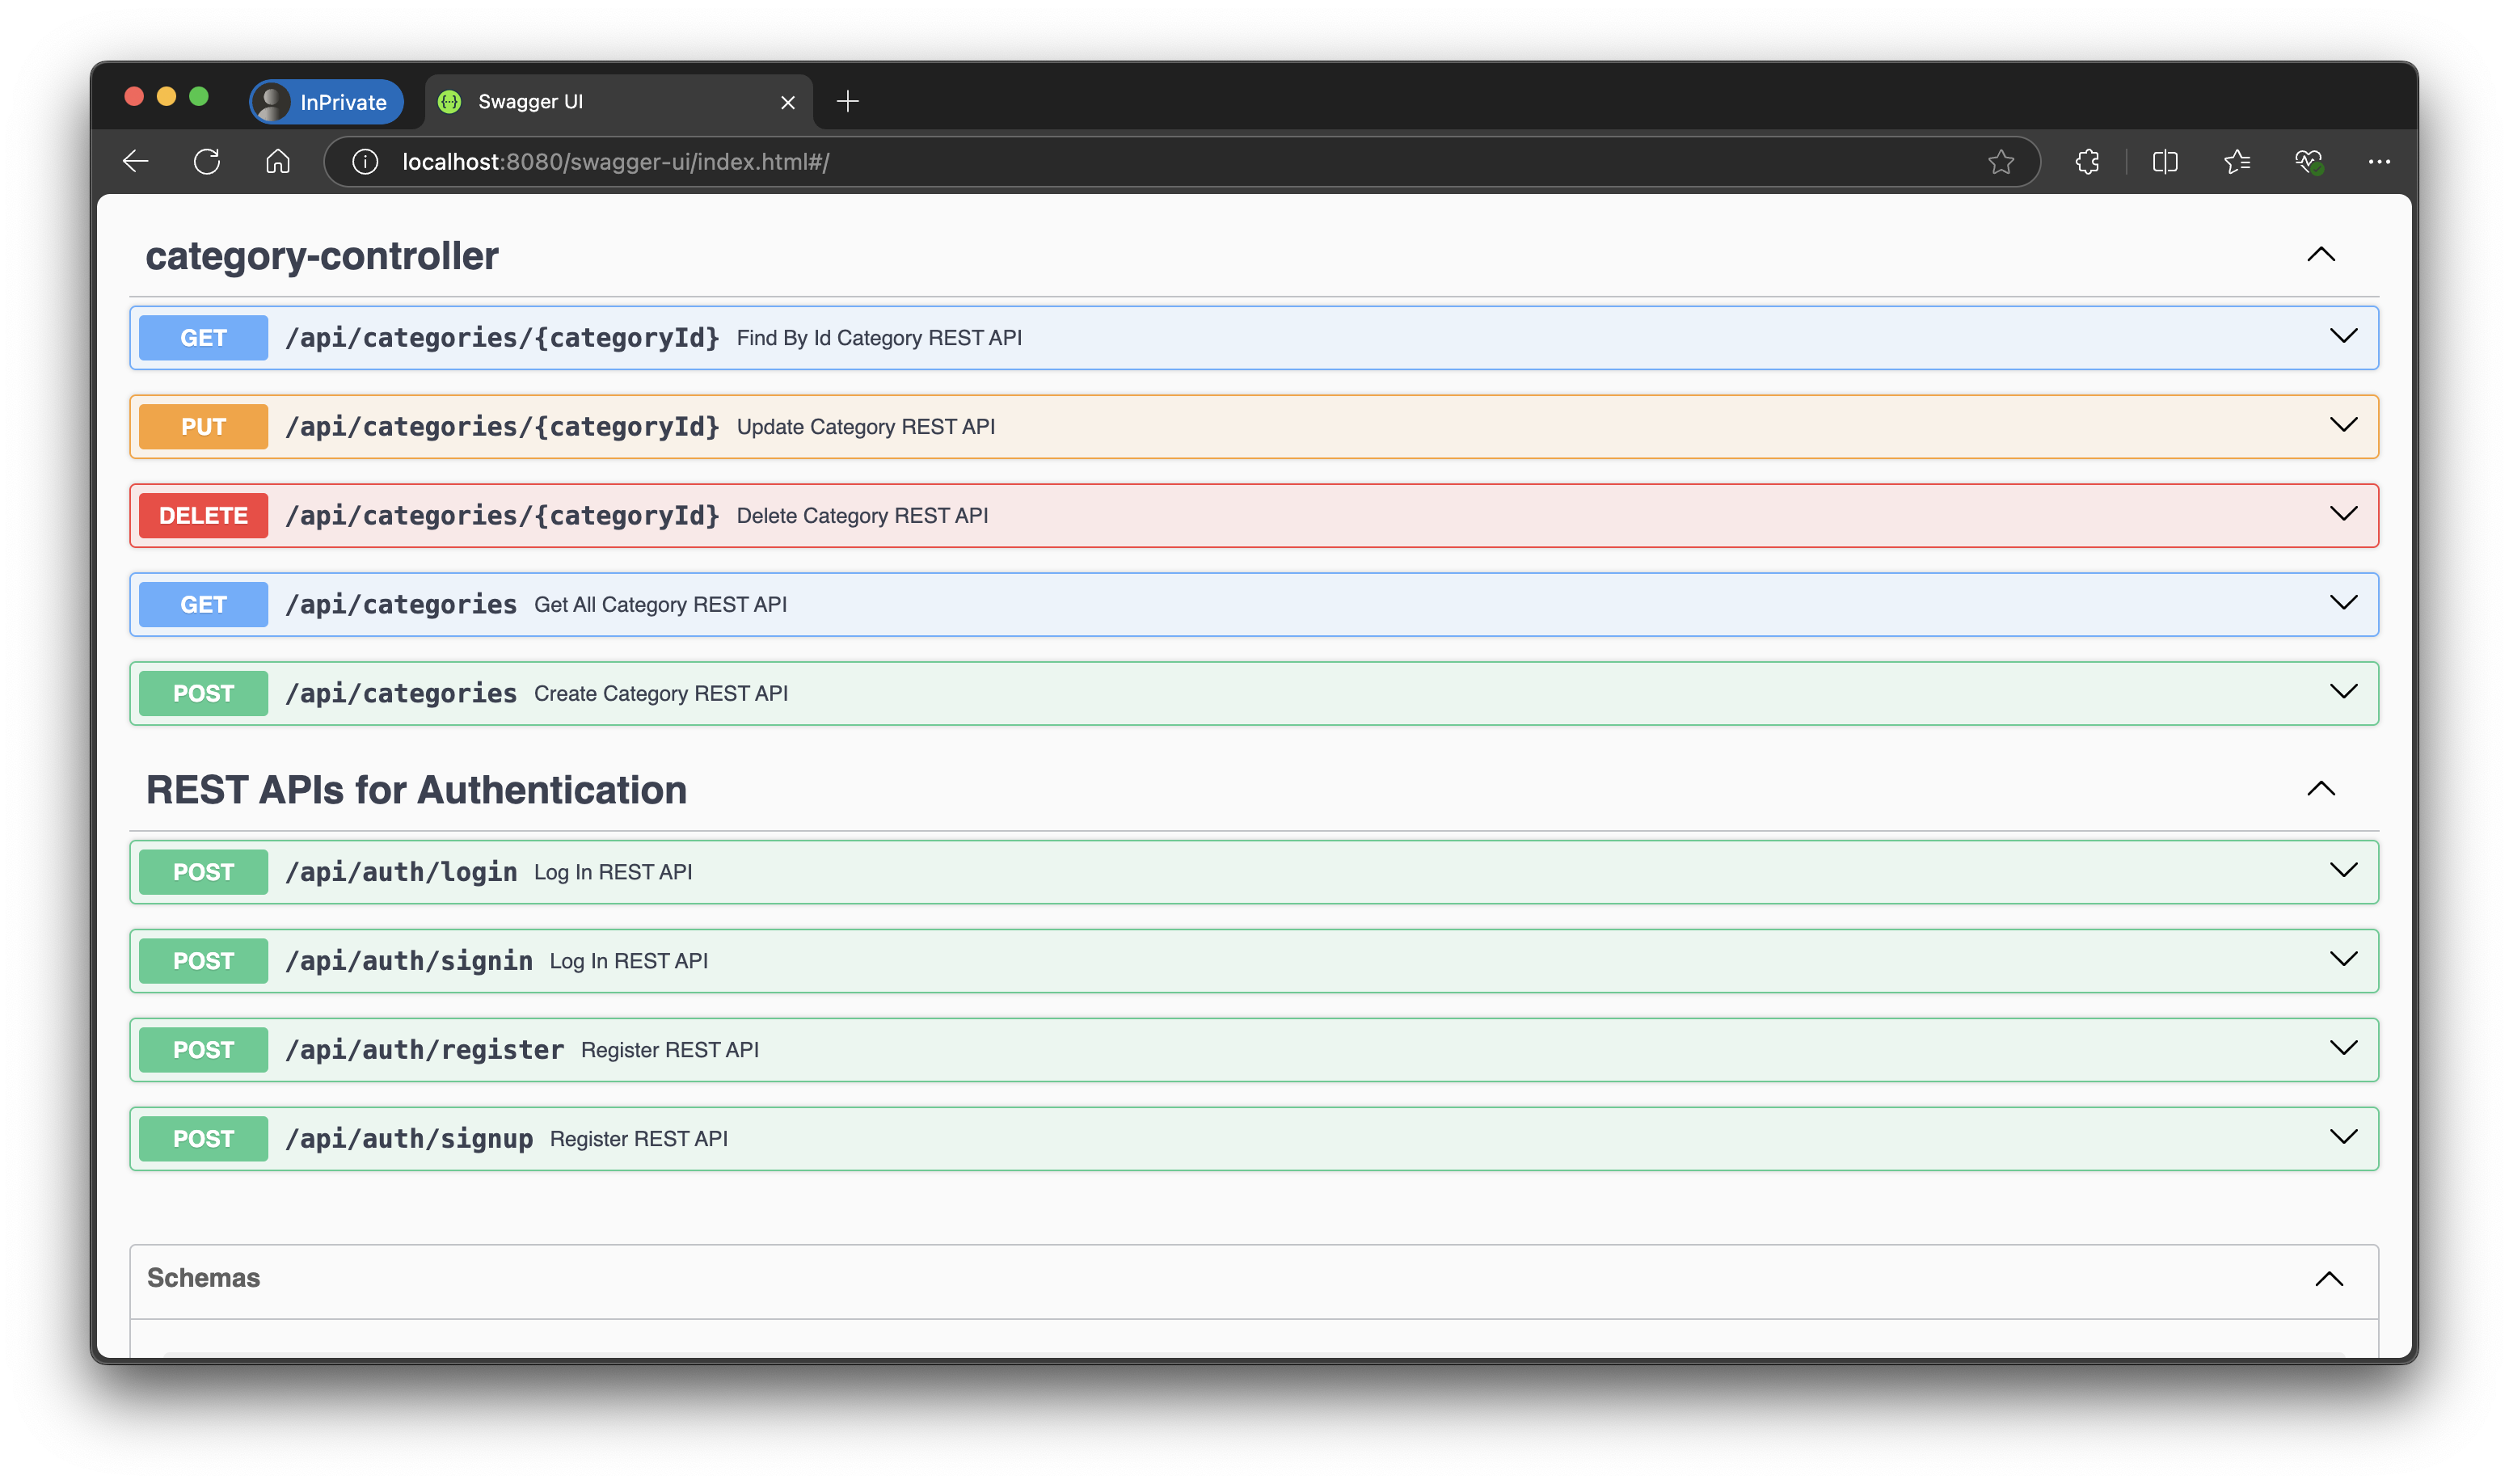 InPrivate
Swagger UI
localhost:8080/swagger-ui/index.html#/
category-controller
GET /api/categories/{categoryId} Find By Id Category REST API
PUT /api/categories/{categoryId} Update Category REST API
DELETE /api/categories/{categoryId} Delete Category REST API
GET /api/categories Get All Category REST API
POST /api/categories Create Category REST API
REST APIs for Authentication
POST /api/auth/login Log In REST API
POST /api/auth/signin Log In REST API
POST /api/auth/register Register REST API
POST /api/auth/signup Register REST API
Schemas